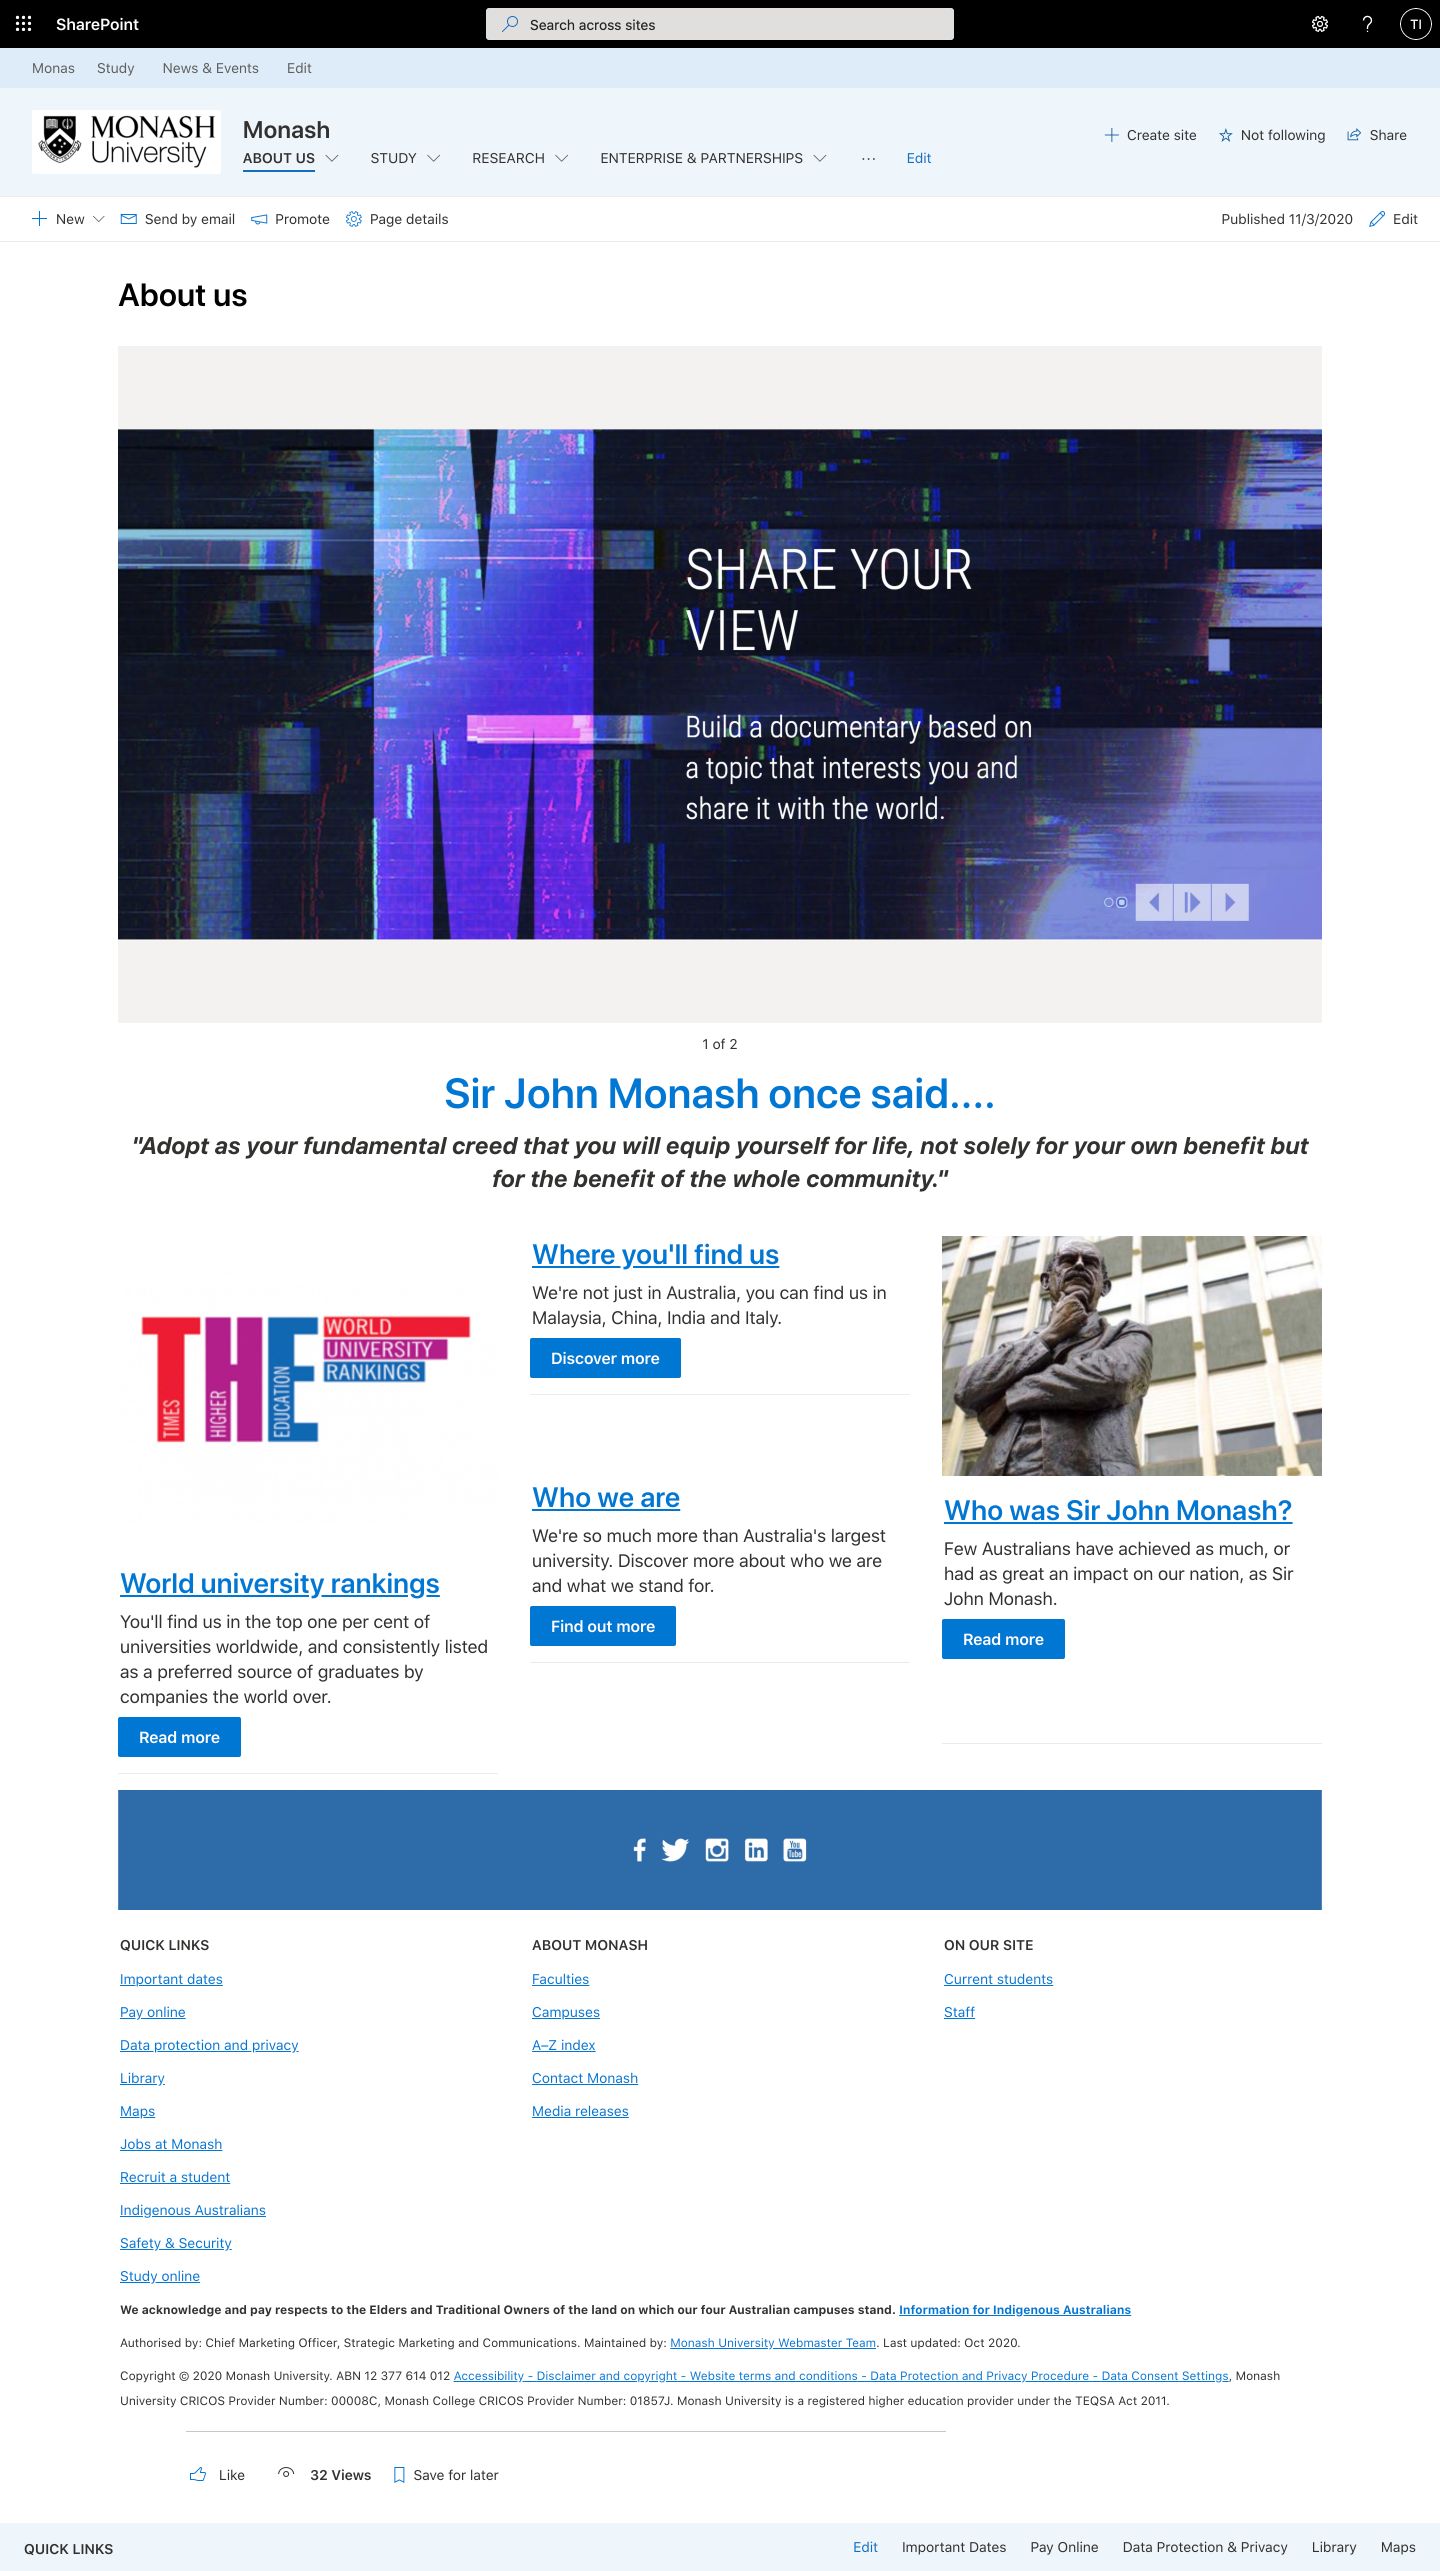 SharePoint
Search across sites
TI
Monas Study News & Events Edit
MONASH
University
Monash
Create site Not following Share
ABOUT US STUDY RESEARCH ENTERPRISE & PARTNERSHIPS ··· Edit
New Send by email Promote Page details
Published 11/3/2020 Edit
About us
SHARE YOUR
VIEW
Build a documentary based on
a topic that interests you and
share it with the world.
1 of 2
Sir John Monash once said....
"Adopt as your fundamental creed that you will equip yourself for life, not solely for your own benefit but
for the benefit of the whole community."
THE
TIMES
HIGHER
EDUCATION
WORLD
UNIVERSITY
RANKINGS
World university rankings
You'll find us in the top one per cent of
universities worldwide, and consistently listed
as a preferred source of graduates by
companies the world over.
Read more
Where you'll find us
We're not just in Australia, you can find us in
Malaysia, China, India and Italy.
Discover more
Who we are
We're so much more than Australia's largest
university. Discover more about who we are
and what we stand for.
Find out more
Who was Sir John Monash?
Few Australians have achieved as much, or
had as great an impact on our nation, as Sir
John Monash.
Read more
f in You Tube
QUICK LINKS
Important dates
Pay online
Data protection and privacy
Library
Maps
Jobs at Monash
Recruit a student
Indigenous Australians
Safety & Security
Study online
ABOUT MONASH
Faculties
Campuses
A–Z index
Contact Monash
Media releases
ON OUR SITE
Current students
Staff
We acknowledge and pay respects to the Elders and Traditional Owners of the land on which our four Australian campuses stand. Information for Indigenous Australians
Authorised by: Chief Marketing Officer, Strategic Marketing and Communications. Maintained by: Monash University Webmaster Team. Last updated: Oct 2020.
Copyright © 2020 Monash University. ABN 12 377 614 012 Accessibility - Disclaimer and copyright - Website terms and conditions - Data Protection and Privacy Procedure - Data Consent Settings, Monash
University CRICOS Provider Number: 00008C, Monash College CRICOS Provider Number: 01857J. Monash University is a registered higher education provider under the TEQSA Act 2011.
Like 32 Views Save for later
QUICK LINKS Edit Important Dates Pay Online Data Protection & Privacy Library Maps